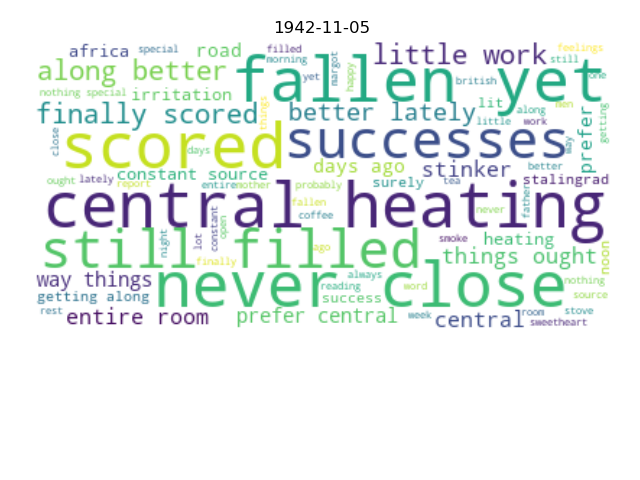 1942-11-05
africa special road filled little work feelings
morning still
along better fallen yet
yet margot happy british one
nothing special irritation
finally scored things better lately lit along men
little work prefer getting
close scored successes may
days days ago stinker better
constant source
ought lately report entire mother probably surely tea stalingrad
central heating
fallen never father
coffee
lot constant open
still filled night smoke heating noon
ago things ought
finally
way things never close always nothing
reading word
getting along success source
rest entire room prefer central week central room stove
sweetheart